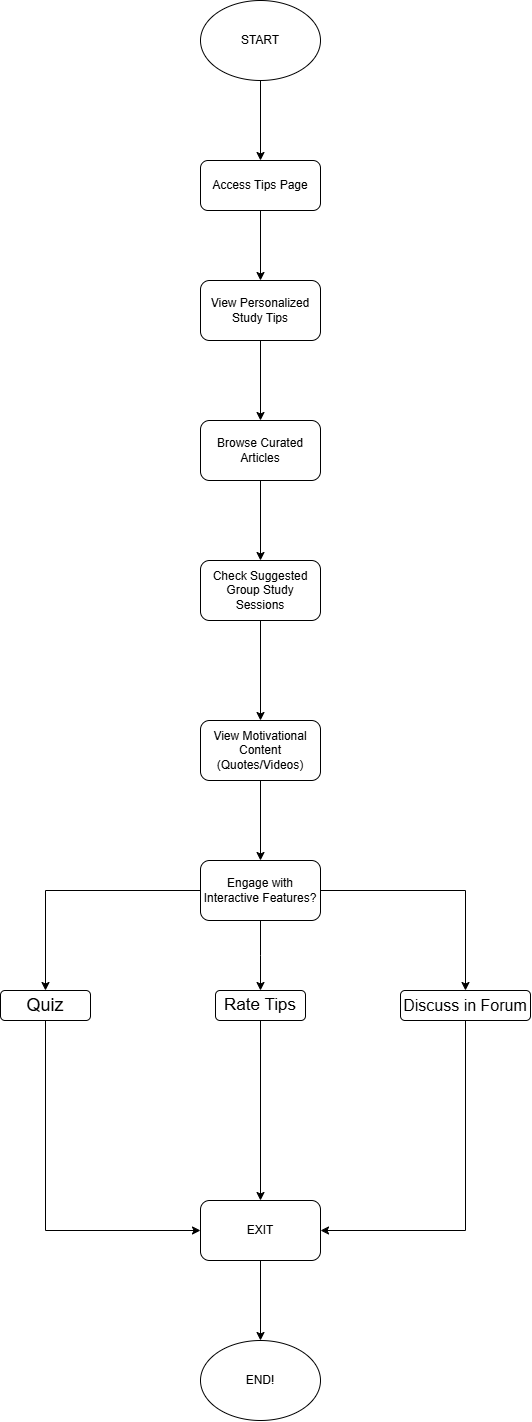 START
Access Tips Page
View Personalized
Study Tips
Browse Curated
Articles
Check Suggested
Group Study
Sessions
View Motivational
Content
(Quotes/Videos)
Engage with
Interactive Features?
Quiz
Rate Tips
Discuss in Forum
EXIT
END!